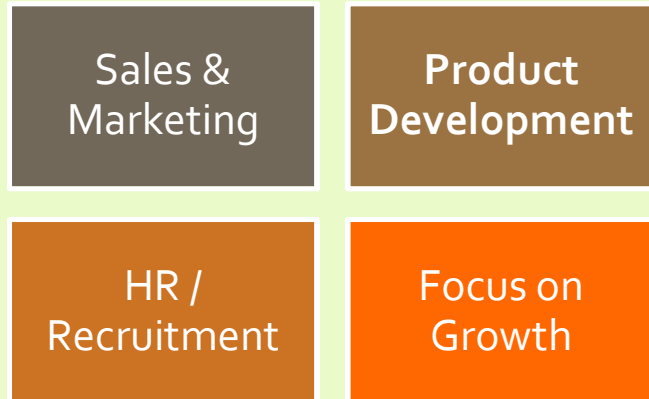 Sales &
Marketing
Product
Development
HR /
Recruitment
Focus on
Growth